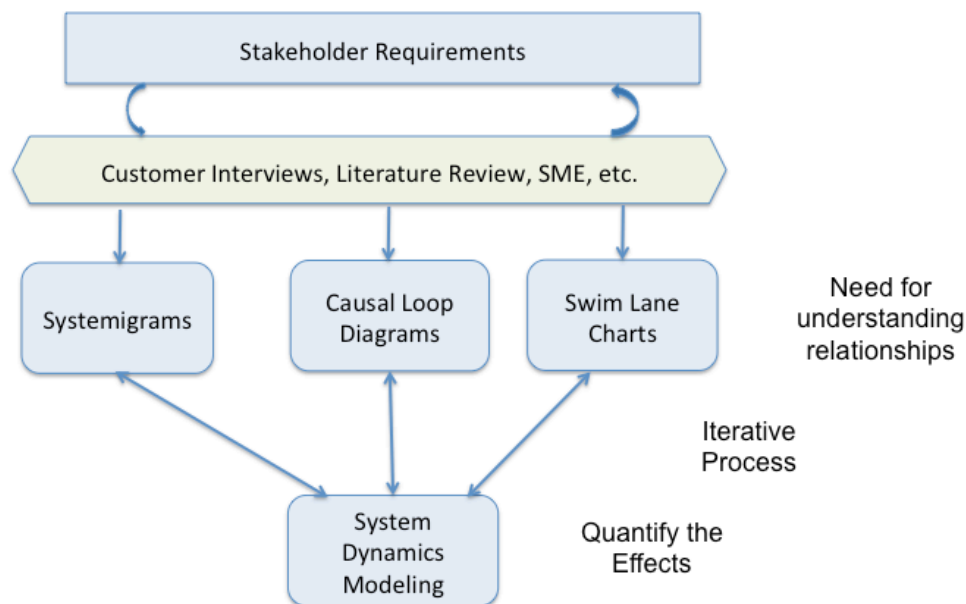 Stakeholder Requirements
Customer Interviews, Literature Review, SME, etc.
Systemigrams
Causal Loop
Diagrams
Swim Lane
Charts
Need for
understanding
relationships
Iterative
Process
System
Dynamics
Modeling
Quantify the
Effects